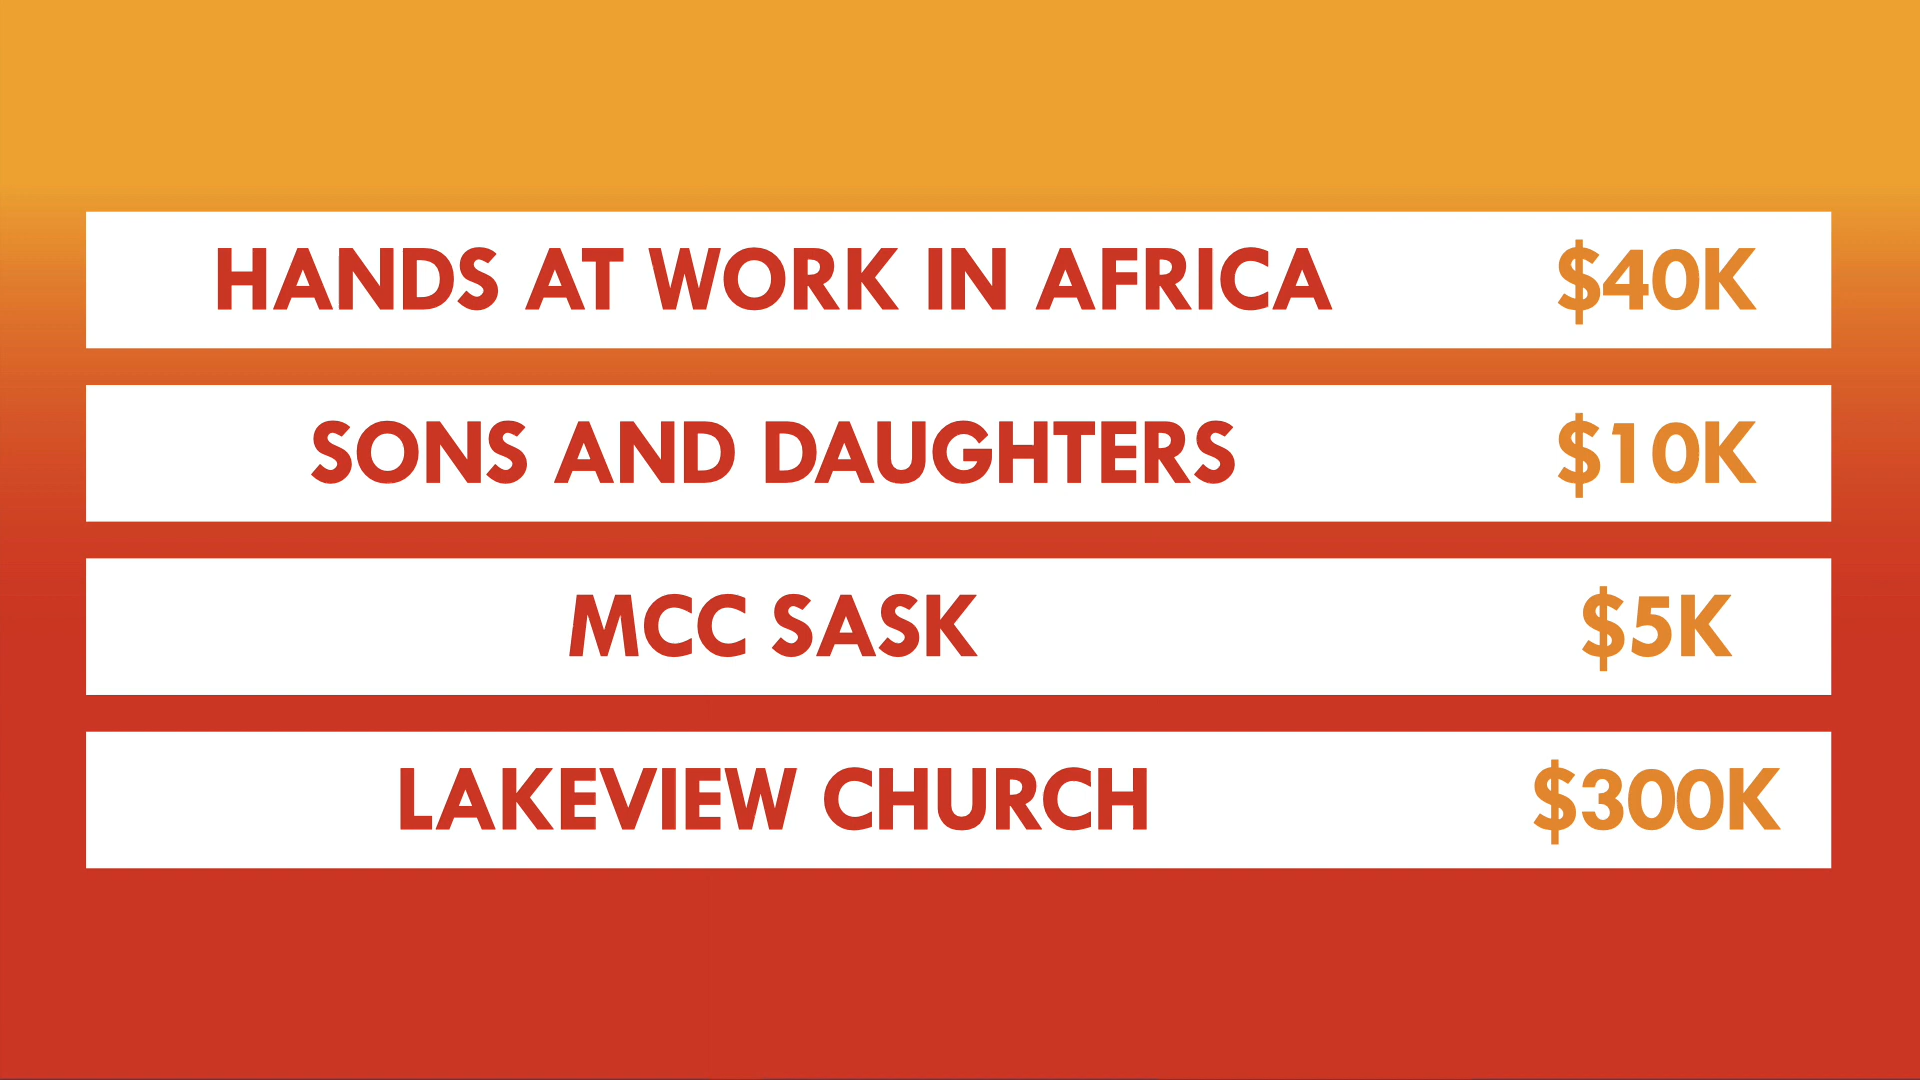 HANDS AT WORK IN AFRICA $40K
SONS AND DAUGHTERS $10K
MCC SASK $5K
LAKEVIEW CHURCH $300K